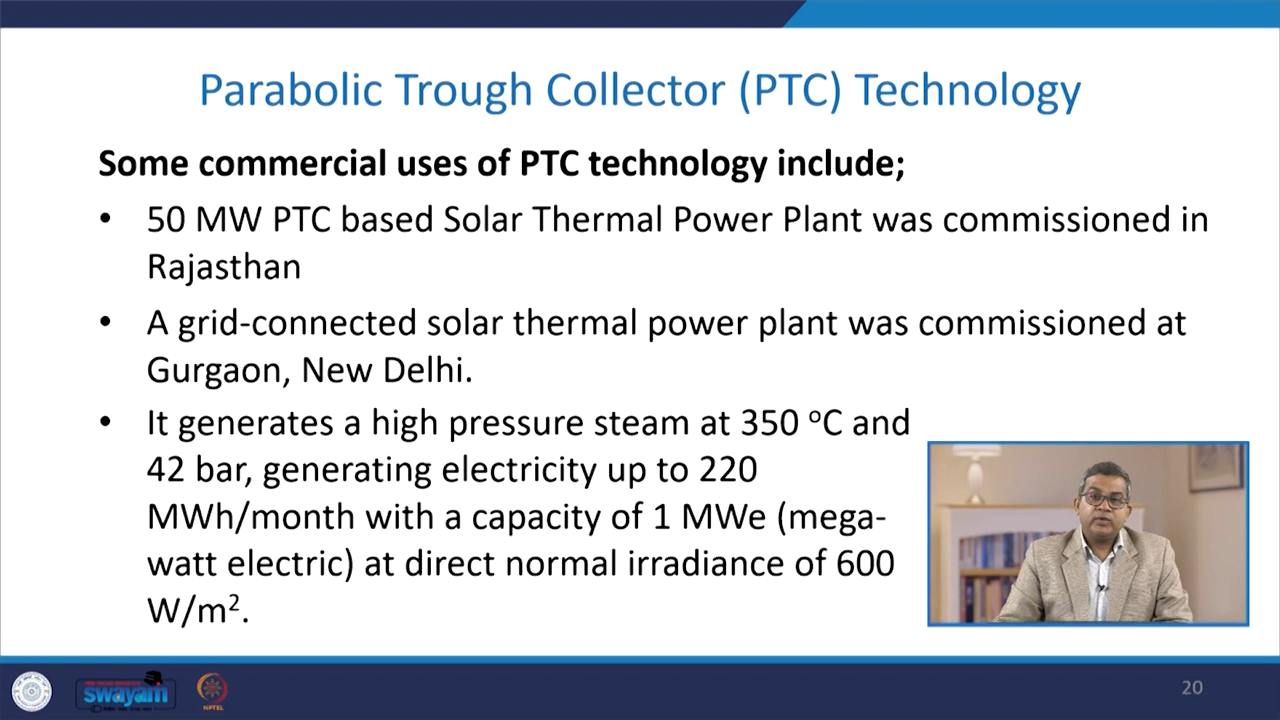 Parabolic Trough Collector (PTC) Technology
Some commercial uses of PTC technology include;
• 50 MW PTC based Solar Thermal Power Plant was commissioned in
Rajasthan
• A grid-connected solar thermal power plant was commissioned at
Gurgaon, New Delhi.
• It generates a high pressure steam at 350 ºC and
42 bar, generating electricity up to 220
MWh/month with a capacity of 1 MWe (mega-
watt electric) at direct normal irradiance of 600
W/m².
swayam
NPTEL
20